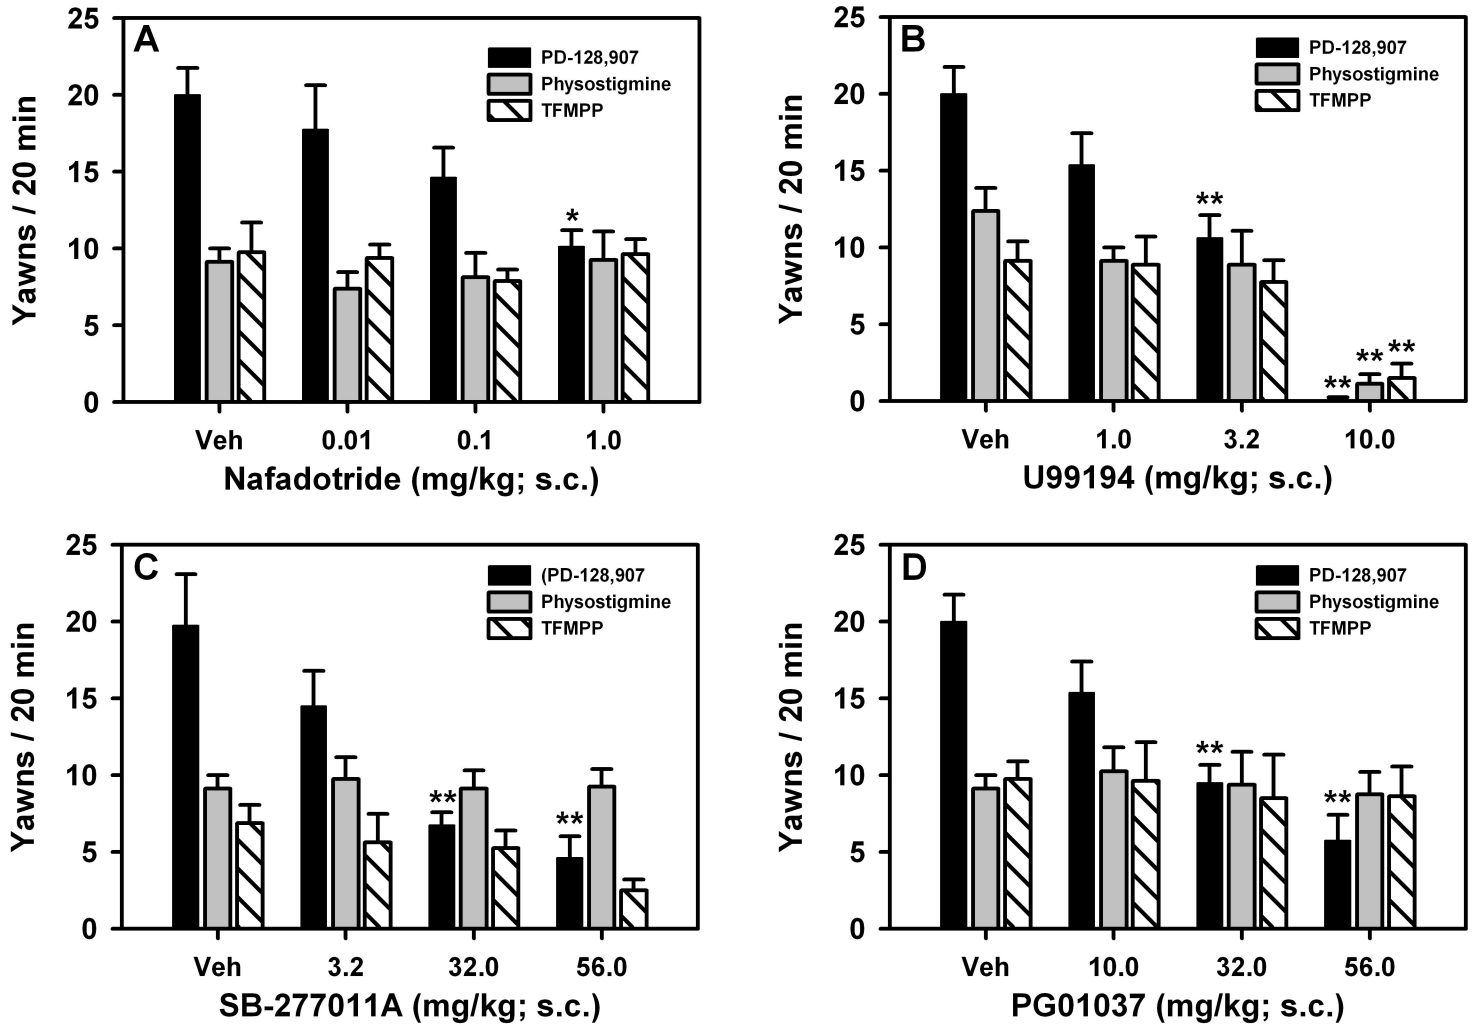 A
PD-128,907
Physostigmine
TFMPP
Yawns / 20 min
25
20
15
10
5
0
*
Veh 0.01 0.1 1.0
Nafadotride (mg/kg; s.c.)
B
PD-128,907
Physostigmine
TFMPP
Yawns / 20 min
25
20
15
10
5
0
** ** ** **
Veh 1.0 3.2 10.0
U99194 (mg/kg; s.c.)
C
(PD-128,907
Physostigmine
TFMPP
Yawns / 20 min
25
20
15
10
5
0
** **
Veh 3.2 32.0 56.0
SB-277011A (mg/kg; s.c.)
D
PD-128,907
Physostigmine
TFMPP
Yawns / 20 min
25
20
15
10
5
0
** **
Veh 10.0 32.0 56.0
PG01037 (mg/kg; s.c.)